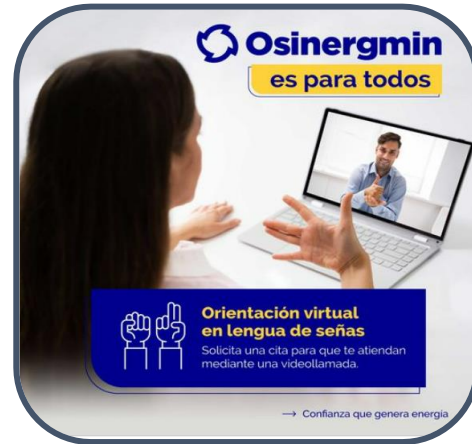 Osinergmin
es para todos
Orientación virtual
en lengua de señas
Solicita una cita para que te atiendan
mediante una videollamada.
→ Confianza que genera energía